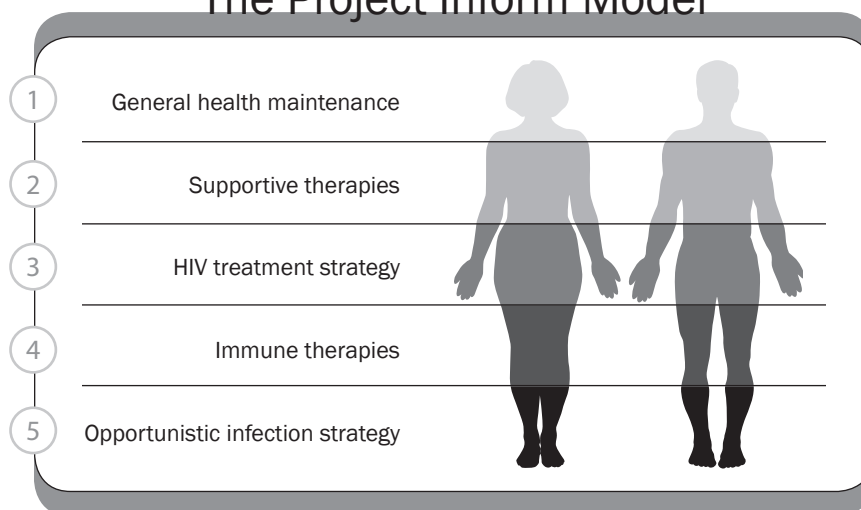 The Project Inform Model
1 General health maintenance
2 Supportive therapies
3 HIV treatment strategy
4 Immune therapies
5 Opportunistic infection strategy